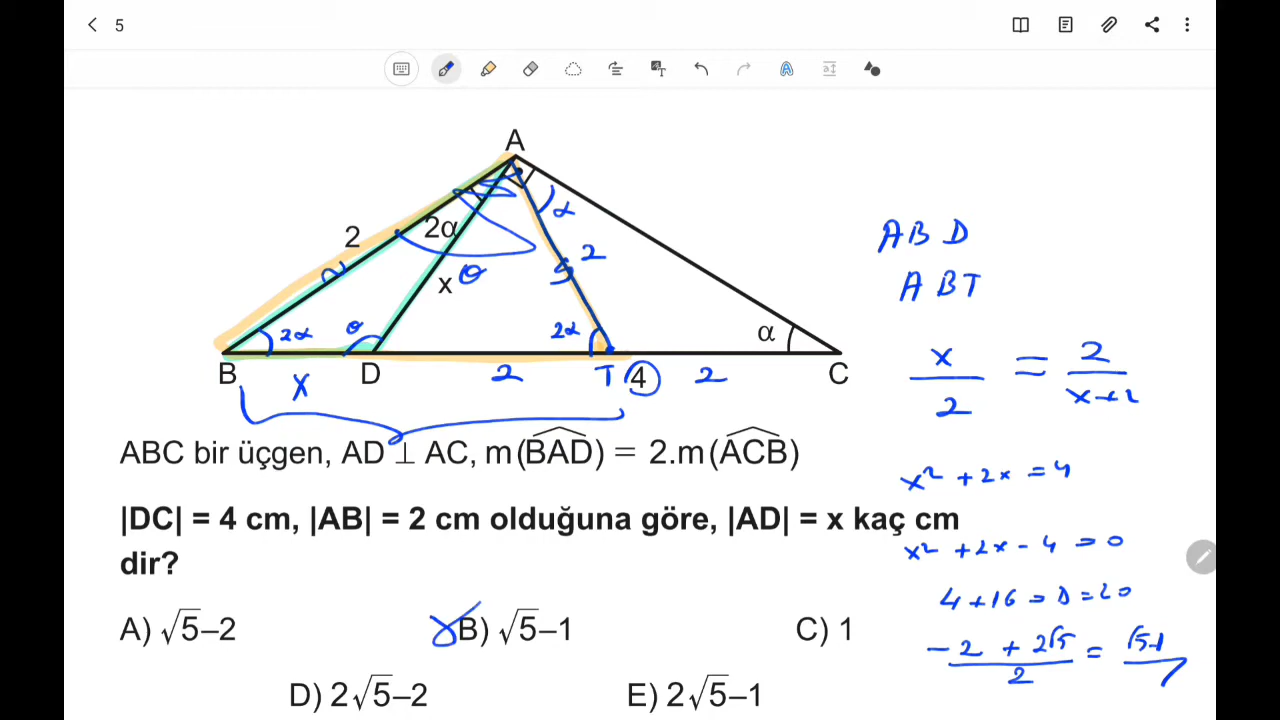 5
A
2
2α
α
2
x
θ
2α
θ
2α
α
B
D
T
4
C
x
2
2
ABD
ABT
x/2 = 2/x+2
x² + 2x = 4
x² + 2x - 4 = 0
4 + 16 = Δ = 20
-2 + 2√5 / 2 = √5-1
ABC bir üçgen, AD ⊥ AC, m(BAD) = 2.m(ACB)
|DC| = 4 cm, |AB| = 2 cm olduğuna göre, |AD| = x kaç cm
dir?
A) √5–2
B) √5–1
C) 1
D) 2√5–2
E) 2√5–1